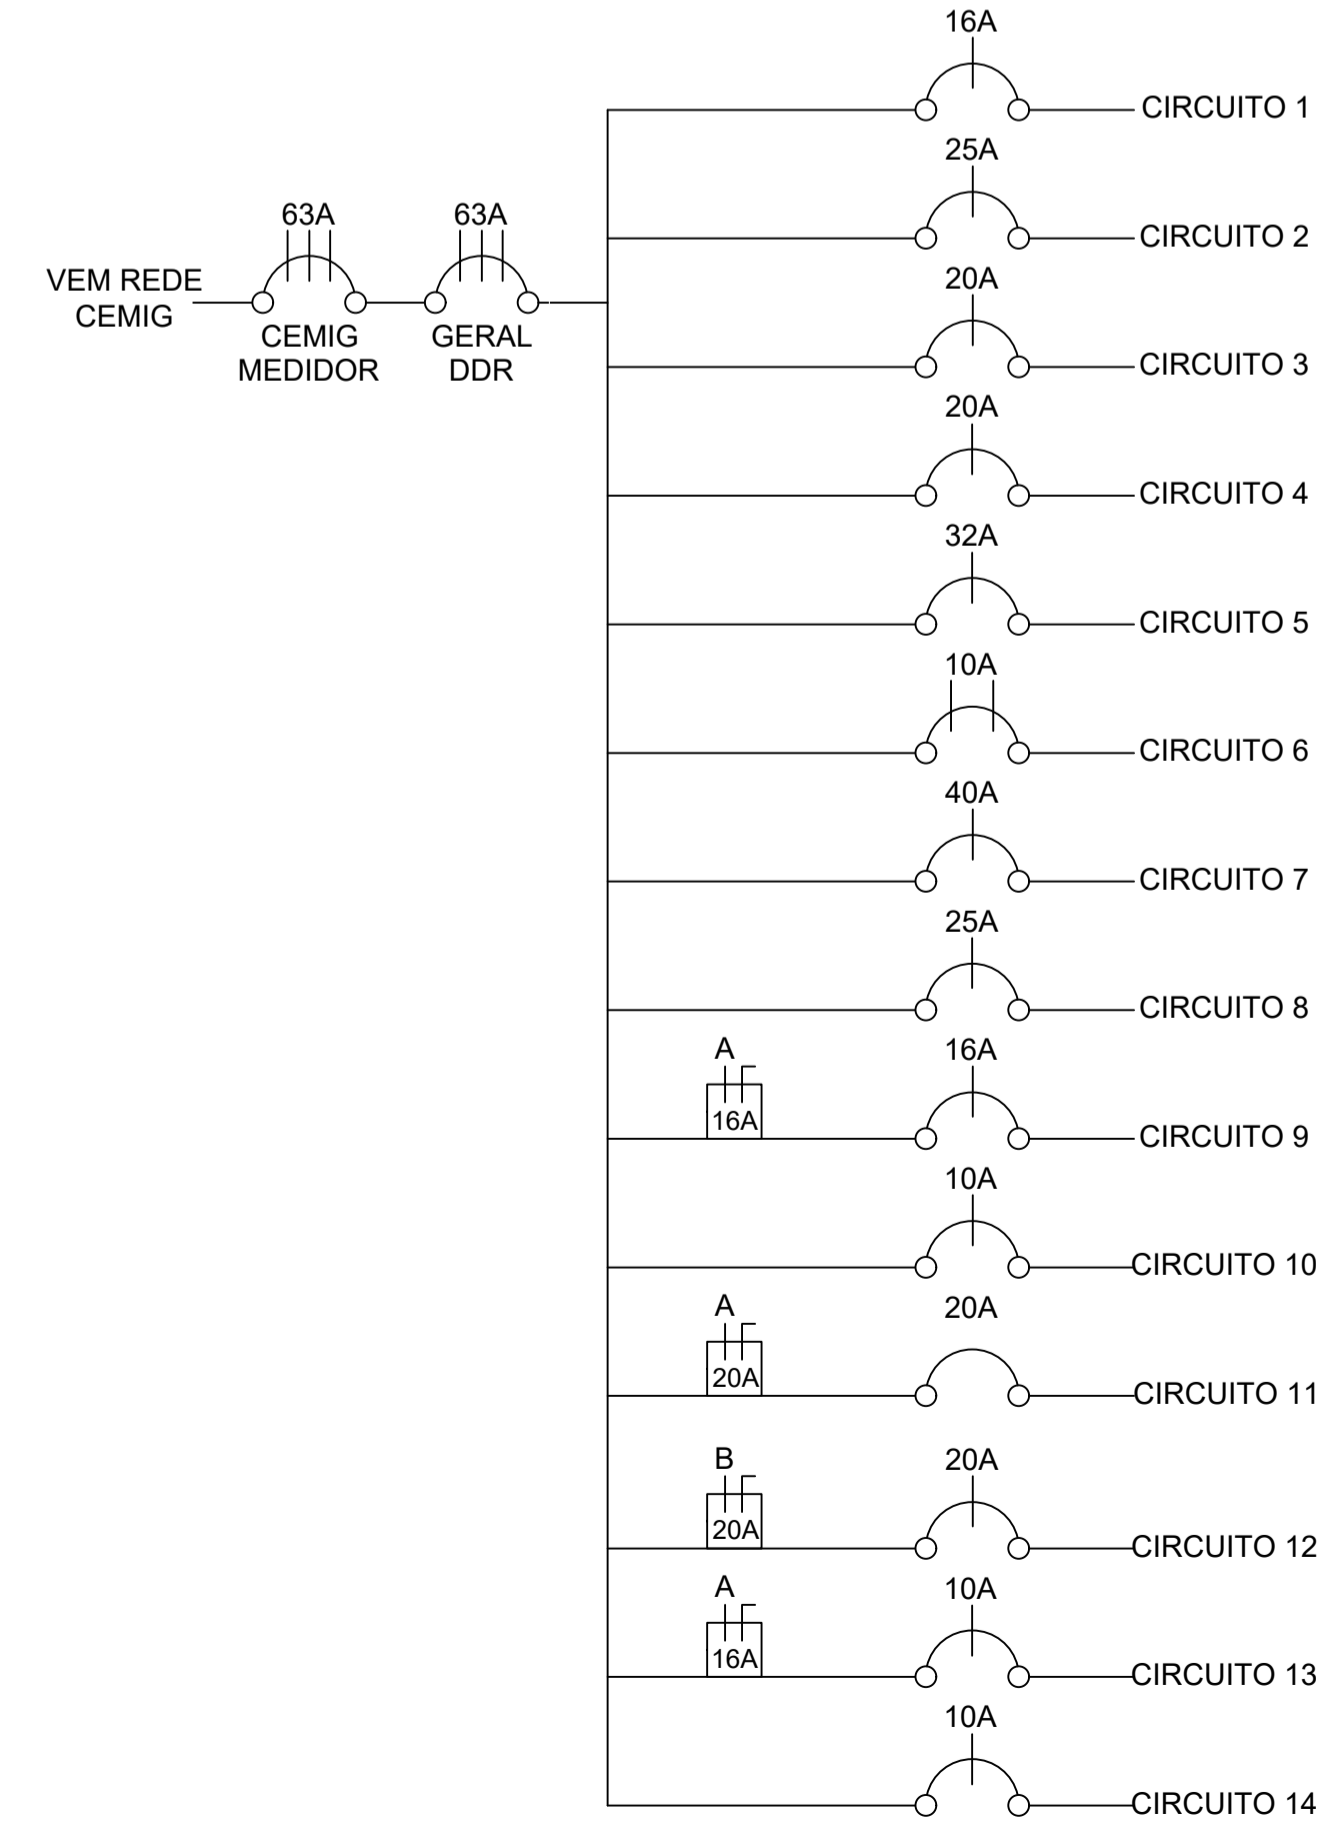 16A
CIRCUITO 1
25A
CIRCUITO 2
63A
63A
VEM REDE
CEMIG
CEMIG
MEDIDOR
GERAL
DDR
20A
CIRCUITO 3
20A
CIRCUITO 4
32A
CIRCUITO 5
10A
CIRCUITO 6
40A
CIRCUITO 7
25A
CIRCUITO 8
A
16A
16A
CIRCUITO 9
10A
CIRCUITO 10
A
20A
20A
CIRCUITO 11
B
20A
20A
CIRCUITO 12
A
16A
10A
CIRCUITO 13
10A
CIRCUITO 14